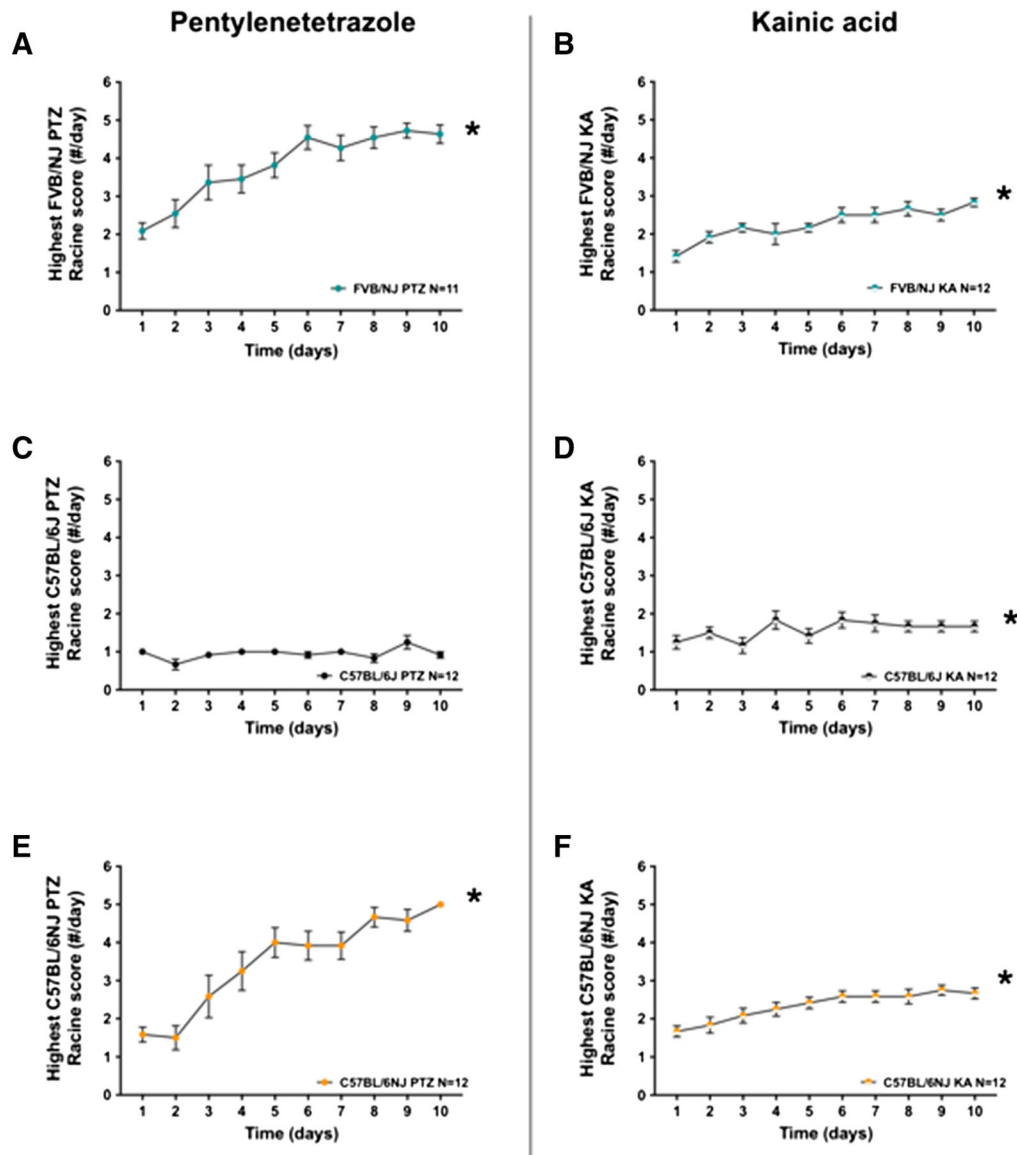 Pentylenetetrazole
Kainic acid
A
Highest FVB/NJ PTZ
Racine score (#/day)
6
5
4
3
2
1
0
*
FVB/NJ PTZ N=11
1 2 3 4 5 6 7 8 9 10
Time (days)
B
Highest FVB/NJ KA
Racine score (#/day)
6
5
4
3
2
1
0
*
FVB/NJ KA N=12
1 2 3 4 5 6 7 8 9 10
Time (days)
C
Highest C57BL/6J PTZ
Racine score (#/day)
6
5
4
3
2
1
0
C57BL/6J PTZ N=12
1 2 3 4 5 6 7 8 9 10
Time (days)
D
Highest C57BL/6J KA
Racine score (#/day)
6
5
4
3
2
1
0
*
C57BL/6J KA N=12
1 2 3 4 5 6 7 8 9 10
Time (days)
E
Highest C57BL/6NJ PTZ
Racine score (#/day)
6
5
4
3
2
1
0
*
C57BL/6NJ PTZ N=12
1 2 3 4 5 6 7 8 9 10
Time (days)
F
Highest C57BL/6NJ KA
Racine score (#/day)
6
5
4
3
2
1
0
*
C57BL/6NJ KA N=12
1 2 3 4 5 6 7 8 9 10
Time (days)